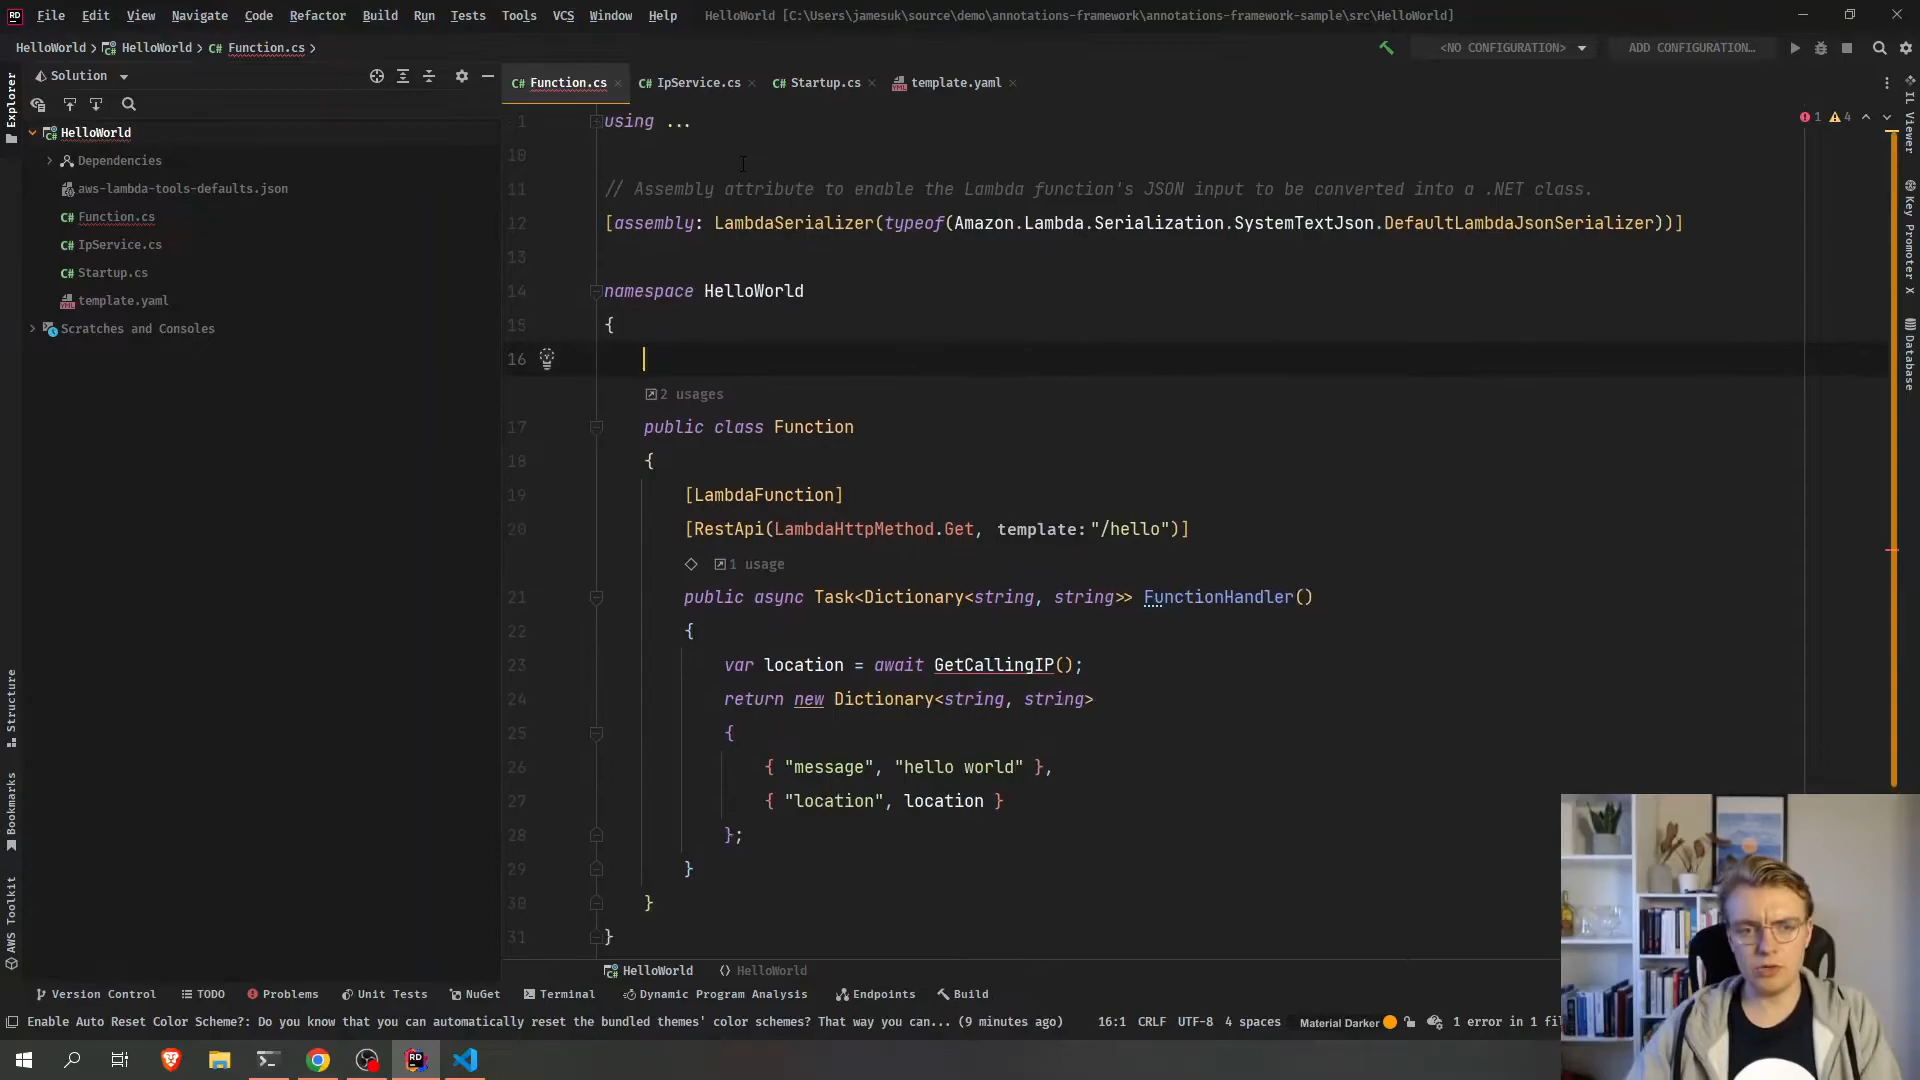 File Edit View Navigate Code Refactor Build Run Tests Tools VCS Window Help HelloWorld [C:\Users\jamesuk\source\demo\annotations-framework\annotations-framework-sample\src\HelloWorld]
HelloWorld > HelloWorld > C# Function.cs >
<NO CONFIGURATION> ADD CONFIGURATION...
Solution
C# Function.cs × C# IpService.cs × C# Startup.cs × template.yaml ×
Explorer
HelloWorld
Dependencies
aws-lambda-tools-defaults.json
C# Function.cs
C# IpService.cs
C# Startup.cs
template.yaml
Scratches and Consoles
Structure
Bookmarks
AWS Toolkit
1 using ...
10
11 // Assembly attribute to enable the Lambda function's JSON input to be converted into a .NET class.
12 [assembly: LambdaSerializer(typeof(Amazon.Lambda.Serialization.SystemTextJson.DefaultLambdaJsonSerializer))]
13
14 namespace HelloWorld
15 {
16
2 usages
17 public class Function
18 {
19 [LambdaFunction]
20 [RestApi(LambdaHttpMethod.Get, template: "/hello")]
1 usage
21 public async Task<Dictionary<string, string>> FunctionHandler()
22 {
23 var location = await GetCallingIP();
24 return new Dictionary<string, string>
25 {
26 { "message", "hello world" },
27 { "location", location }
28 };
29 }
30 }
31 }
1 4
IL Viewer
Key Promoter X
Database
HelloWorld HelloWorld
Version Control TODO Problems Unit Tests NuGet Terminal Dynamic Program Analysis Endpoints Build
Enable Auto Reset Color Scheme?: Do you know that you can automatically reset the bundled themes' color schemes? That way you can... (9 minutes ago) 16:1 CRLF UTF-8 4 spaces Material Darker 1 error in 1 fil